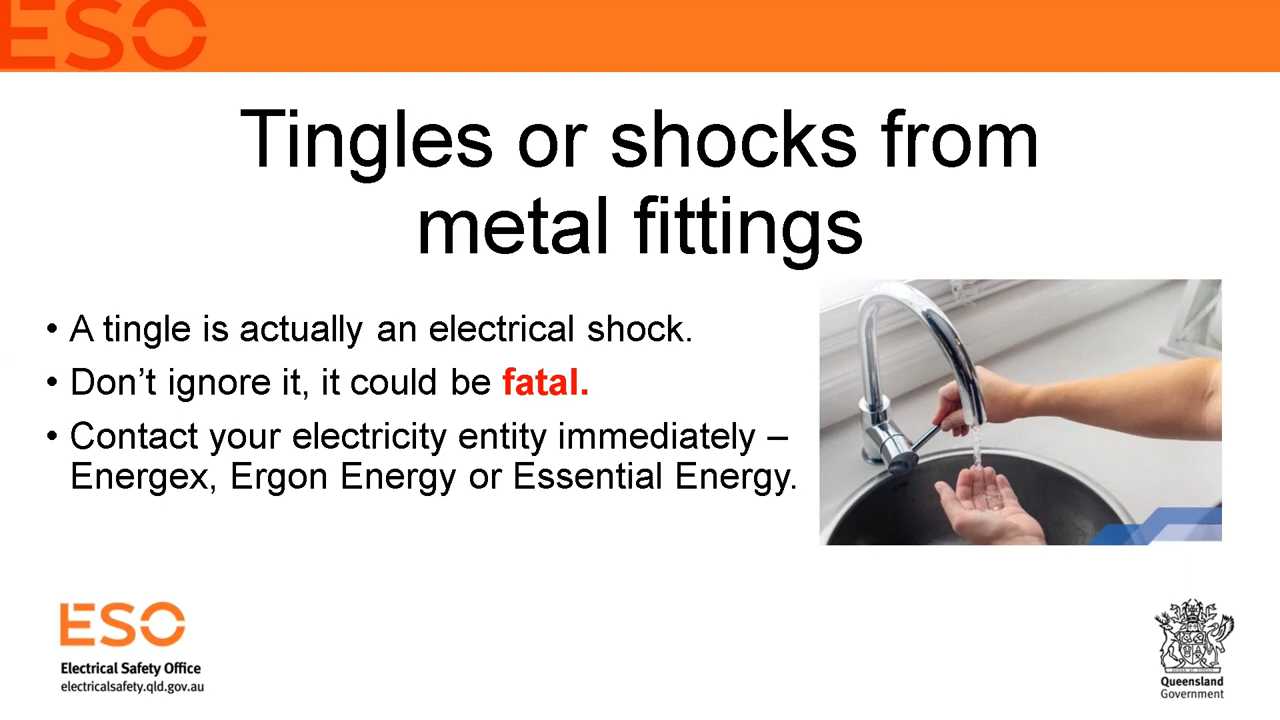 ESO
Tingles or shocks from
metal fittings
• A tingle is actually an electrical shock.
• Don’t ignore it, it could be fatal.
• Contact your electricity entity immediately –
Energex, Ergon Energy or Essential Energy.
ESO
Electrical Safety Office
electricalsafety.qld.gov.au
Queensland
Government